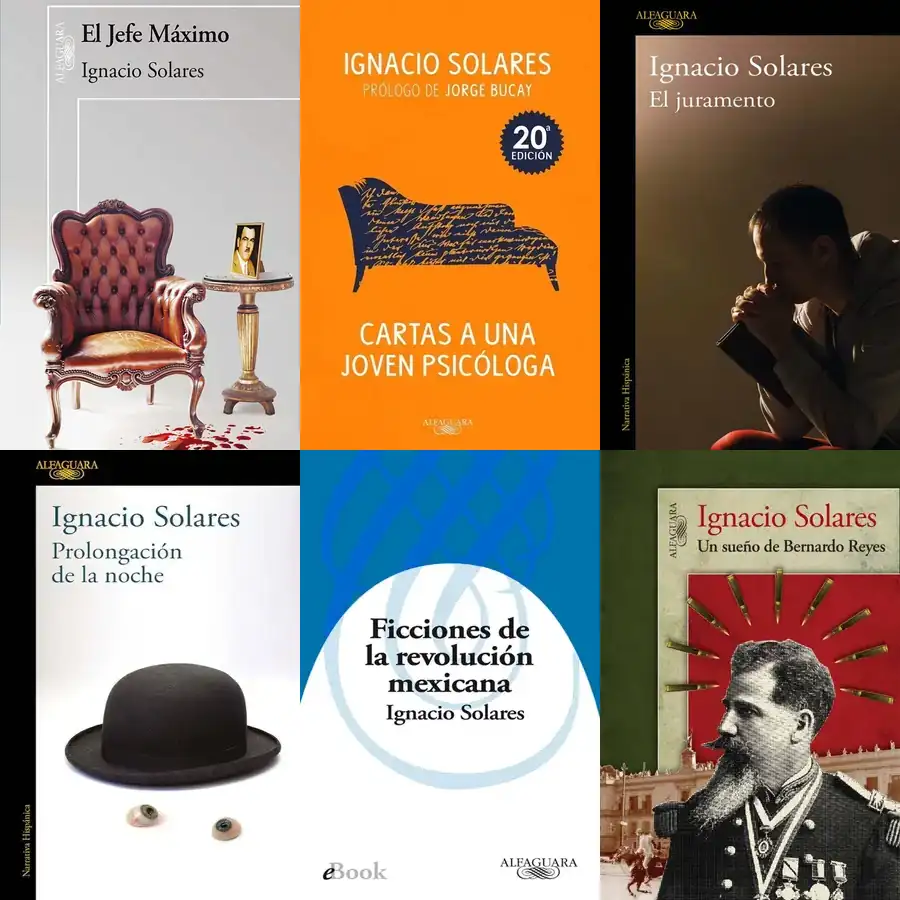 ALFAGUARA
El Jefe Máximo
Ignacio Solares
IGNACIO SOLARES
PRÓLOGO DE JORGE BUCAY
20ª
EDICIÓN
CARTAS A UNA
JOVEN PSICÓLOGA
ALFAGUARA
ALFAGUARA
Ignacio Solares
El juramento
Narrativa Hispánica
ALFAGUARA
Ignacio Solares
Prolongación
de la noche
Narrativa Hispánica
Ficciones de
la revolución
mexicana
Ignacio Solares
eBook
ALFAGUARA
ALFAGUARA
Ignacio Solares
Un sueño de Bernardo Reyes